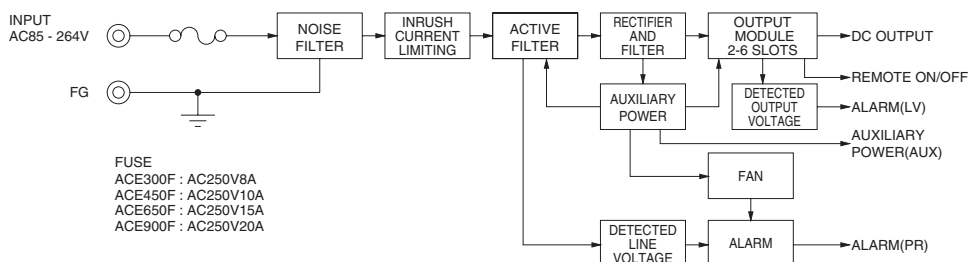 INPUT
AC85 - 264V
FG
NOISE
FILTER
INRUSH
CURRENT
LIMITING
ACTIVE
FILTER
RECTIFIER
AND
FILTER
OUTPUT
MODULE
2-6 SLOTS
DC OUTPUT
REMOTE ON/OFF
AUXILIARY
POWER
DETECTED
OUTPUT
VOLTAGE
ALARM(LV)
AUXILIARY
POWER(AUX)
FUSE
ACE300F : AC250V8A
ACE450F : AC250V10A
ACE650F : AC250V15A
ACE900F : AC250V20A
FAN
DETECTED
LINE
VOLTAGE
ALARM
ALARM(PR)